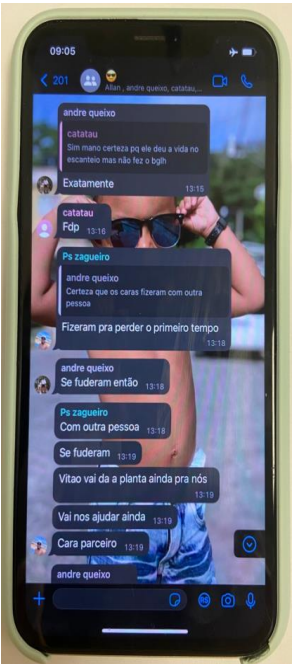 09:05
201
😎
Allan , andre queixo, catatau,...
andre queixo
catatau
Sim mano certeza pq ele deu a vida no
escanteio mas não fez o bglh
Exatamente
13:15
catatau
Fdp
13:16
Ps zagueiro
andre queixo
Certeza que os caras fizeram com outra
pessoa
Fizeram pra perder o primeiro tempo
13:18
andre queixo
Se fuderam então
13:18
Ps zagueiro
Com outra pessoa
13:18
Se fuderam
13:19
Vitao vai da a planta ainda pra nós
13:19
Vai nos ajudar ainda
13:19
Cara parceiro
13:19
andre queixo
R$